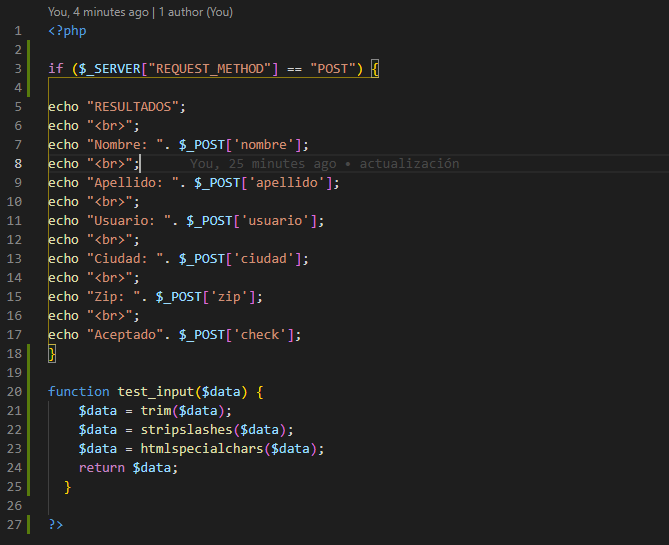 You, 4 minutes ago | 1 author (You)
1 <?php
2
3 if ($_SERVER["REQUEST_METHOD"] == "POST") {
4
5 echo "RESULTADOS";
6 echo "<br>";
7 echo "Nombre: ". $_POST['nombre'];
8 echo "<br>"; You, 25 minutes ago • actualización
9 echo "Apellido: ". $_POST['apellido'];
10 echo "<br>";
11 echo "Usuario: ". $_POST['usuario'];
12 echo "<br>";
13 echo "Ciudad: ". $_POST['ciudad'];
14 echo "<br>";
15 echo "Zip: ". $_POST['zip'];
16 echo "<br>";
17 echo "Aceptado". $_POST['check'];
18 }
19
20 function test_input($data) {
21     $data = trim($data);
22     $data = stripslashes($data);
23     $data = htmlspecialchars($data);
24     return $data;
25   }
26
27 ?>